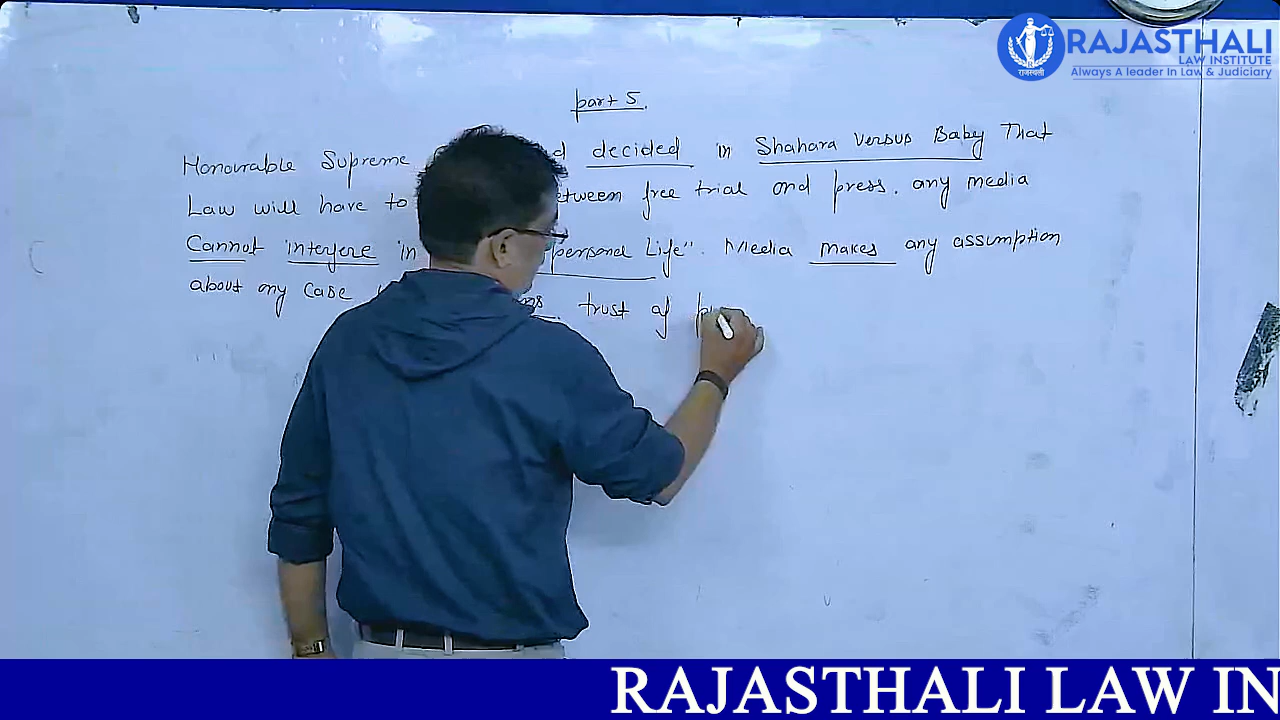 RAJASTHALI
LAW INSTITUTE
Always A leader In Law & Judiciary
राजस्थली
part 5.
Honourable Supreme decided in Shahara Versus Baby That
Law will have to between free trial and press. any media
Cannot interfere in personal Life". Media makes any assumption
about any case trust of
RAJASTHALI LAW IN